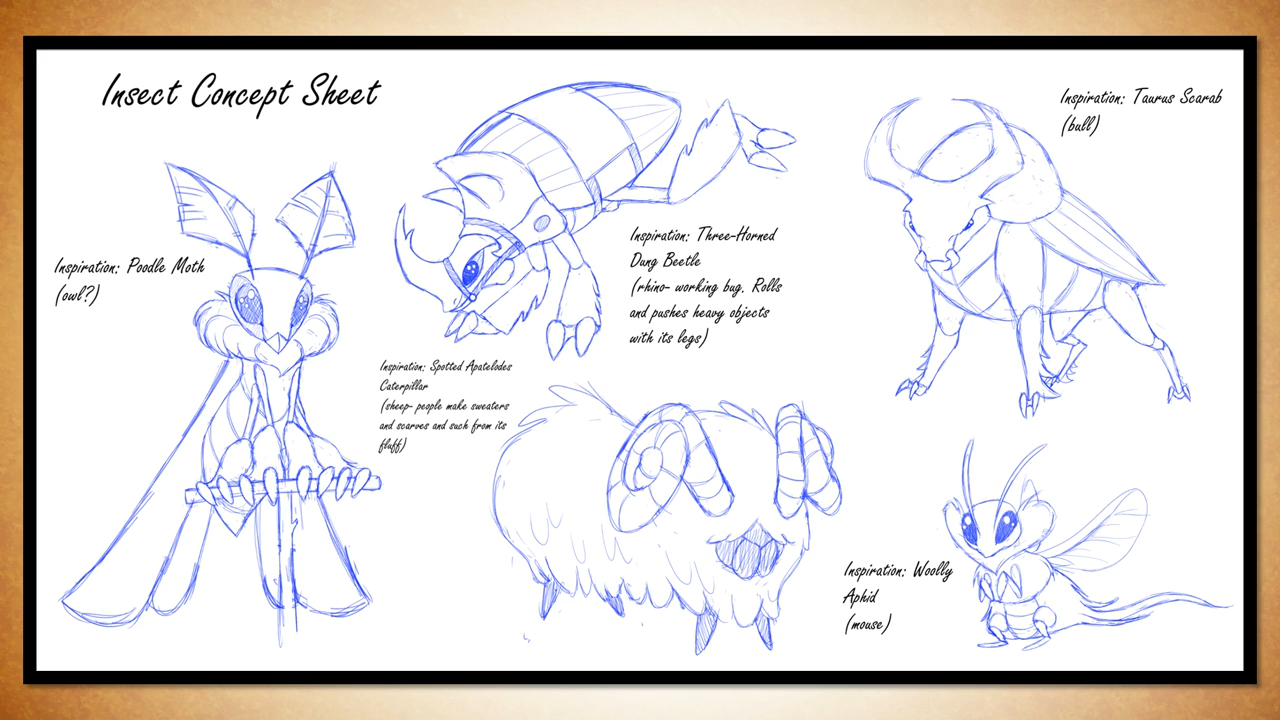 Insect Concept Sheet
Inspiration: Taurus Scarab
(bull)
Inspiration: Poodle Moth
(owl?)
Inspiration: Three-Horned
Dung Beetle
(rhino- working bug. Rolls
and pushes heavy objects
with its legs)
Inspiration: Spotted Apatelodes
Caterpillar
(sheep- people make sweaters
and scarves and such from its
fluff)
Inspiration: Woolly
Aphid
(mouse)